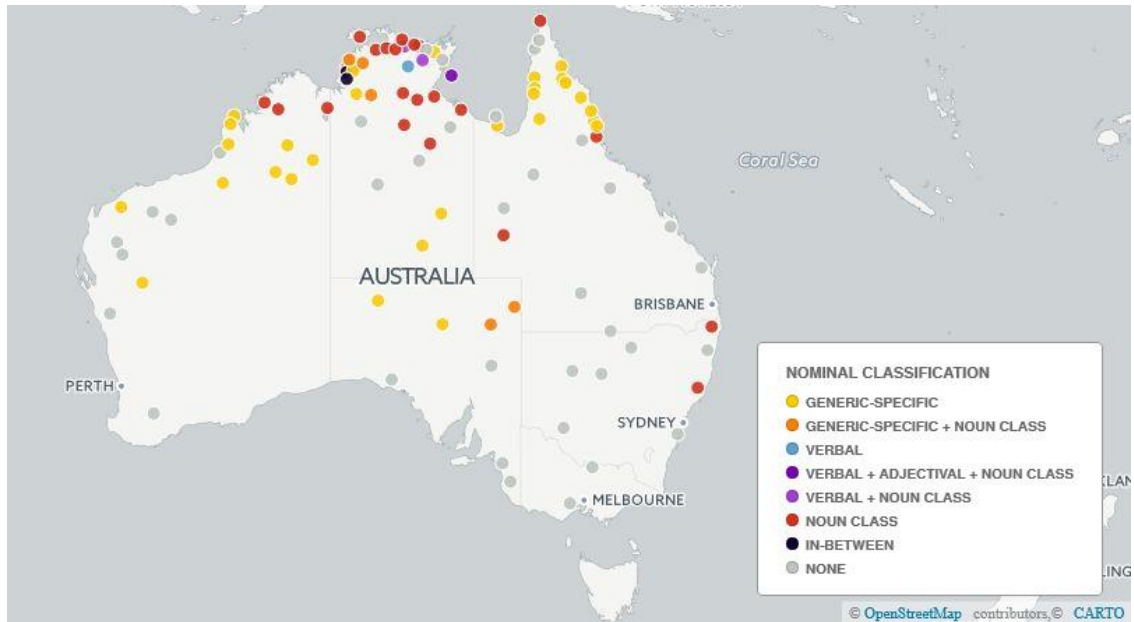 Coral Sea
AUSTRALIA
BRISBANE
PERTH
SYDNEY
MELBOURNE
NOMINAL CLASSIFICATION
GENERIC-SPECIFIC
GENERIC-SPECIFIC + NOUN CLASS
VERBAL
VERBAL + ADJECTIVAL + NOUN CLASS
VERBAL + NOUN CLASS
NOUN CLASS
IN-BETWEEN
NONE
© OpenStreetMap contributors,© CARTO